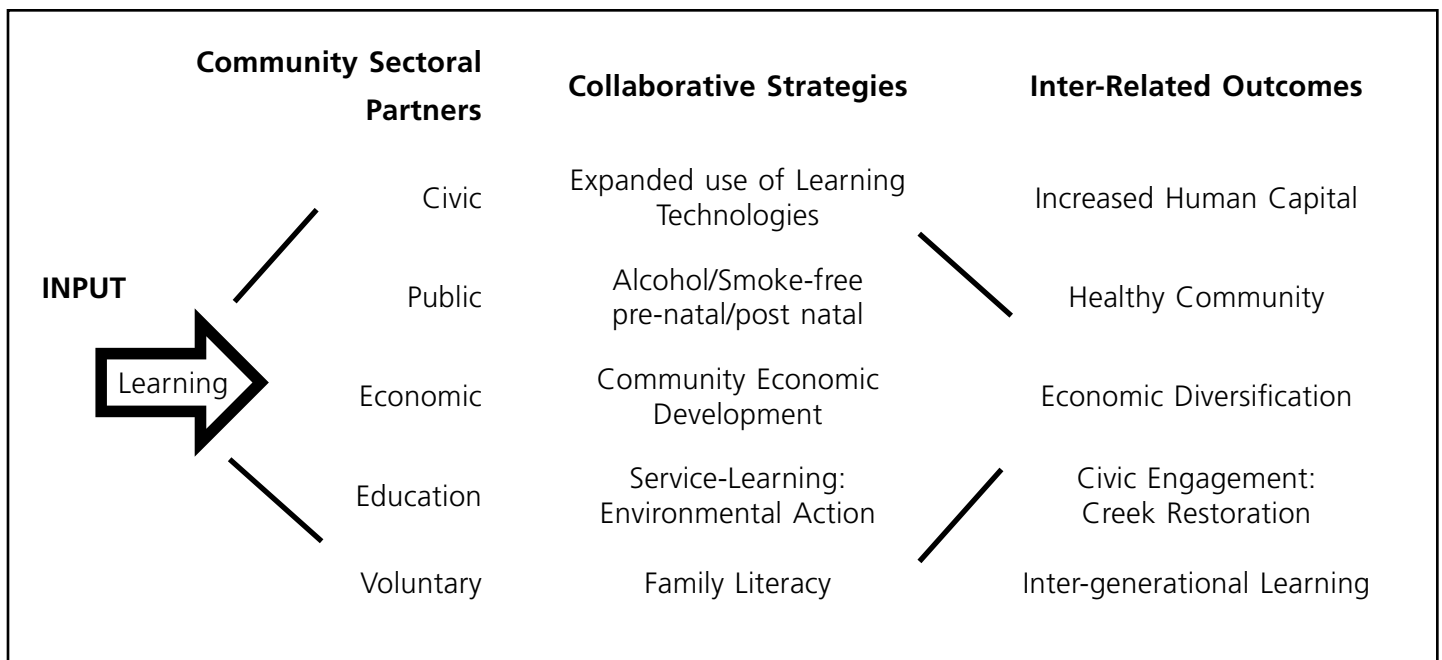 Community Sectoral
Partners
Collaborative Strategies
Inter-Related Outcomes
Civic
Expanded use of Learning
Technologies
Increased Human Capital
INPUT
Public
Alcohol/Smoke-free
pre-natal/post natal
Healthy Community
Learning
Economic
Community Economic
Development
Economic Diversification
Education
Service-Learning:
Environmental Action
Civic Engagement:
Creek Restoration
Voluntary
Family Literacy
Inter-generational Learning